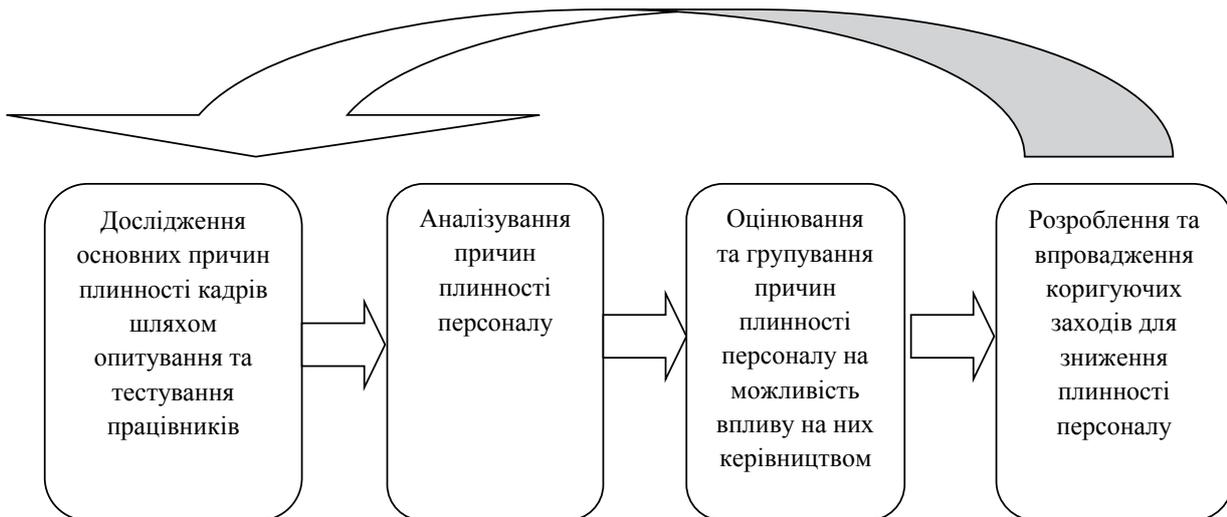 Дослідження
основних причин
плинності кадрів
шляхом
опитування та
тестування
працівників
Аналізування
причин
плинності
персоналу
Оцінювання
та групування
причин
плинності
персоналу на
можливість
впливу на них
керівництвом
Розроблення та
впровадження
коригуючих
заходів для
зниження
плинності
персоналу